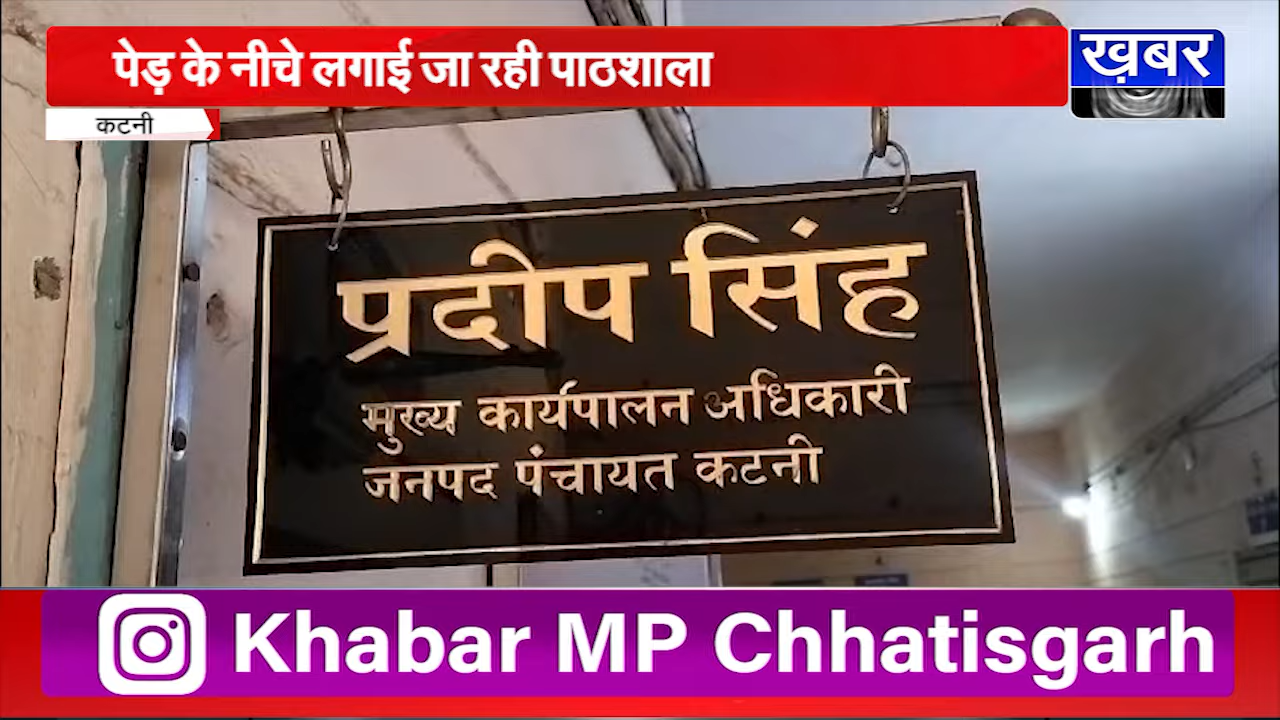 पेड़ के नीचे लगाई जा रही पाठशाला
ख़बर
कटनी
प्रदीप सिंह
मुख्य कार्यपालन अधिकारी
जनपद पंचायत कटनी
Khabar MP Chhatisgarh